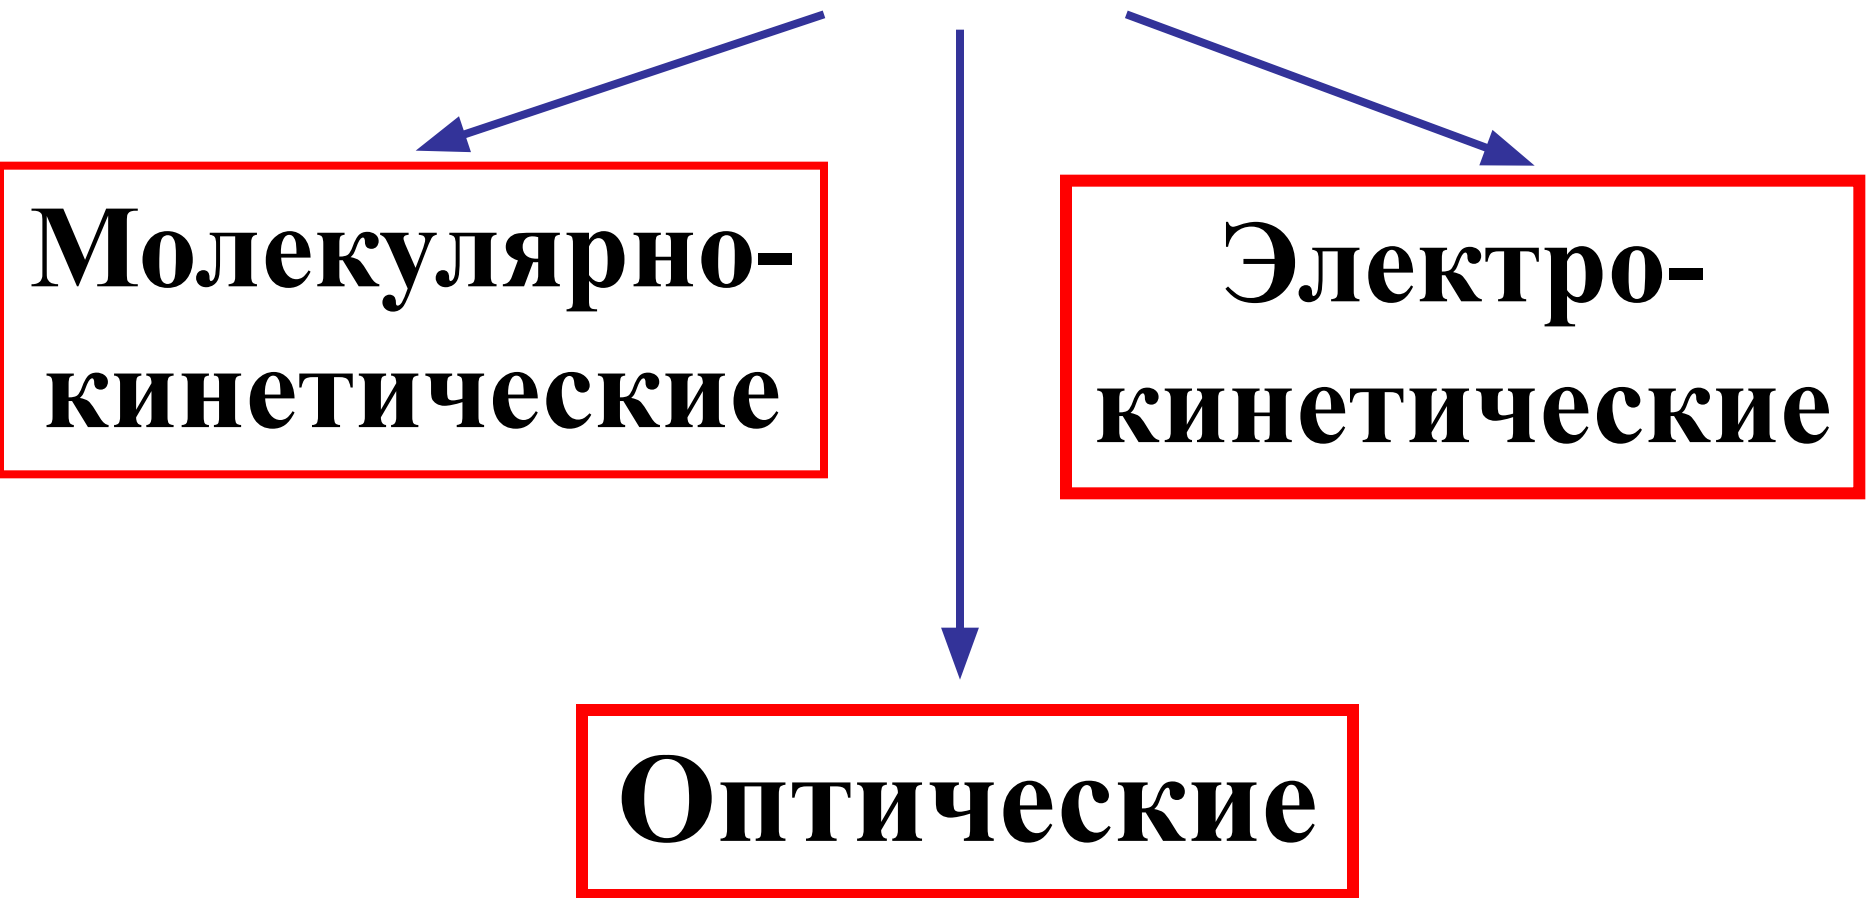 Молекулярно-
кинетические
Электро-
кинетические
Оптические